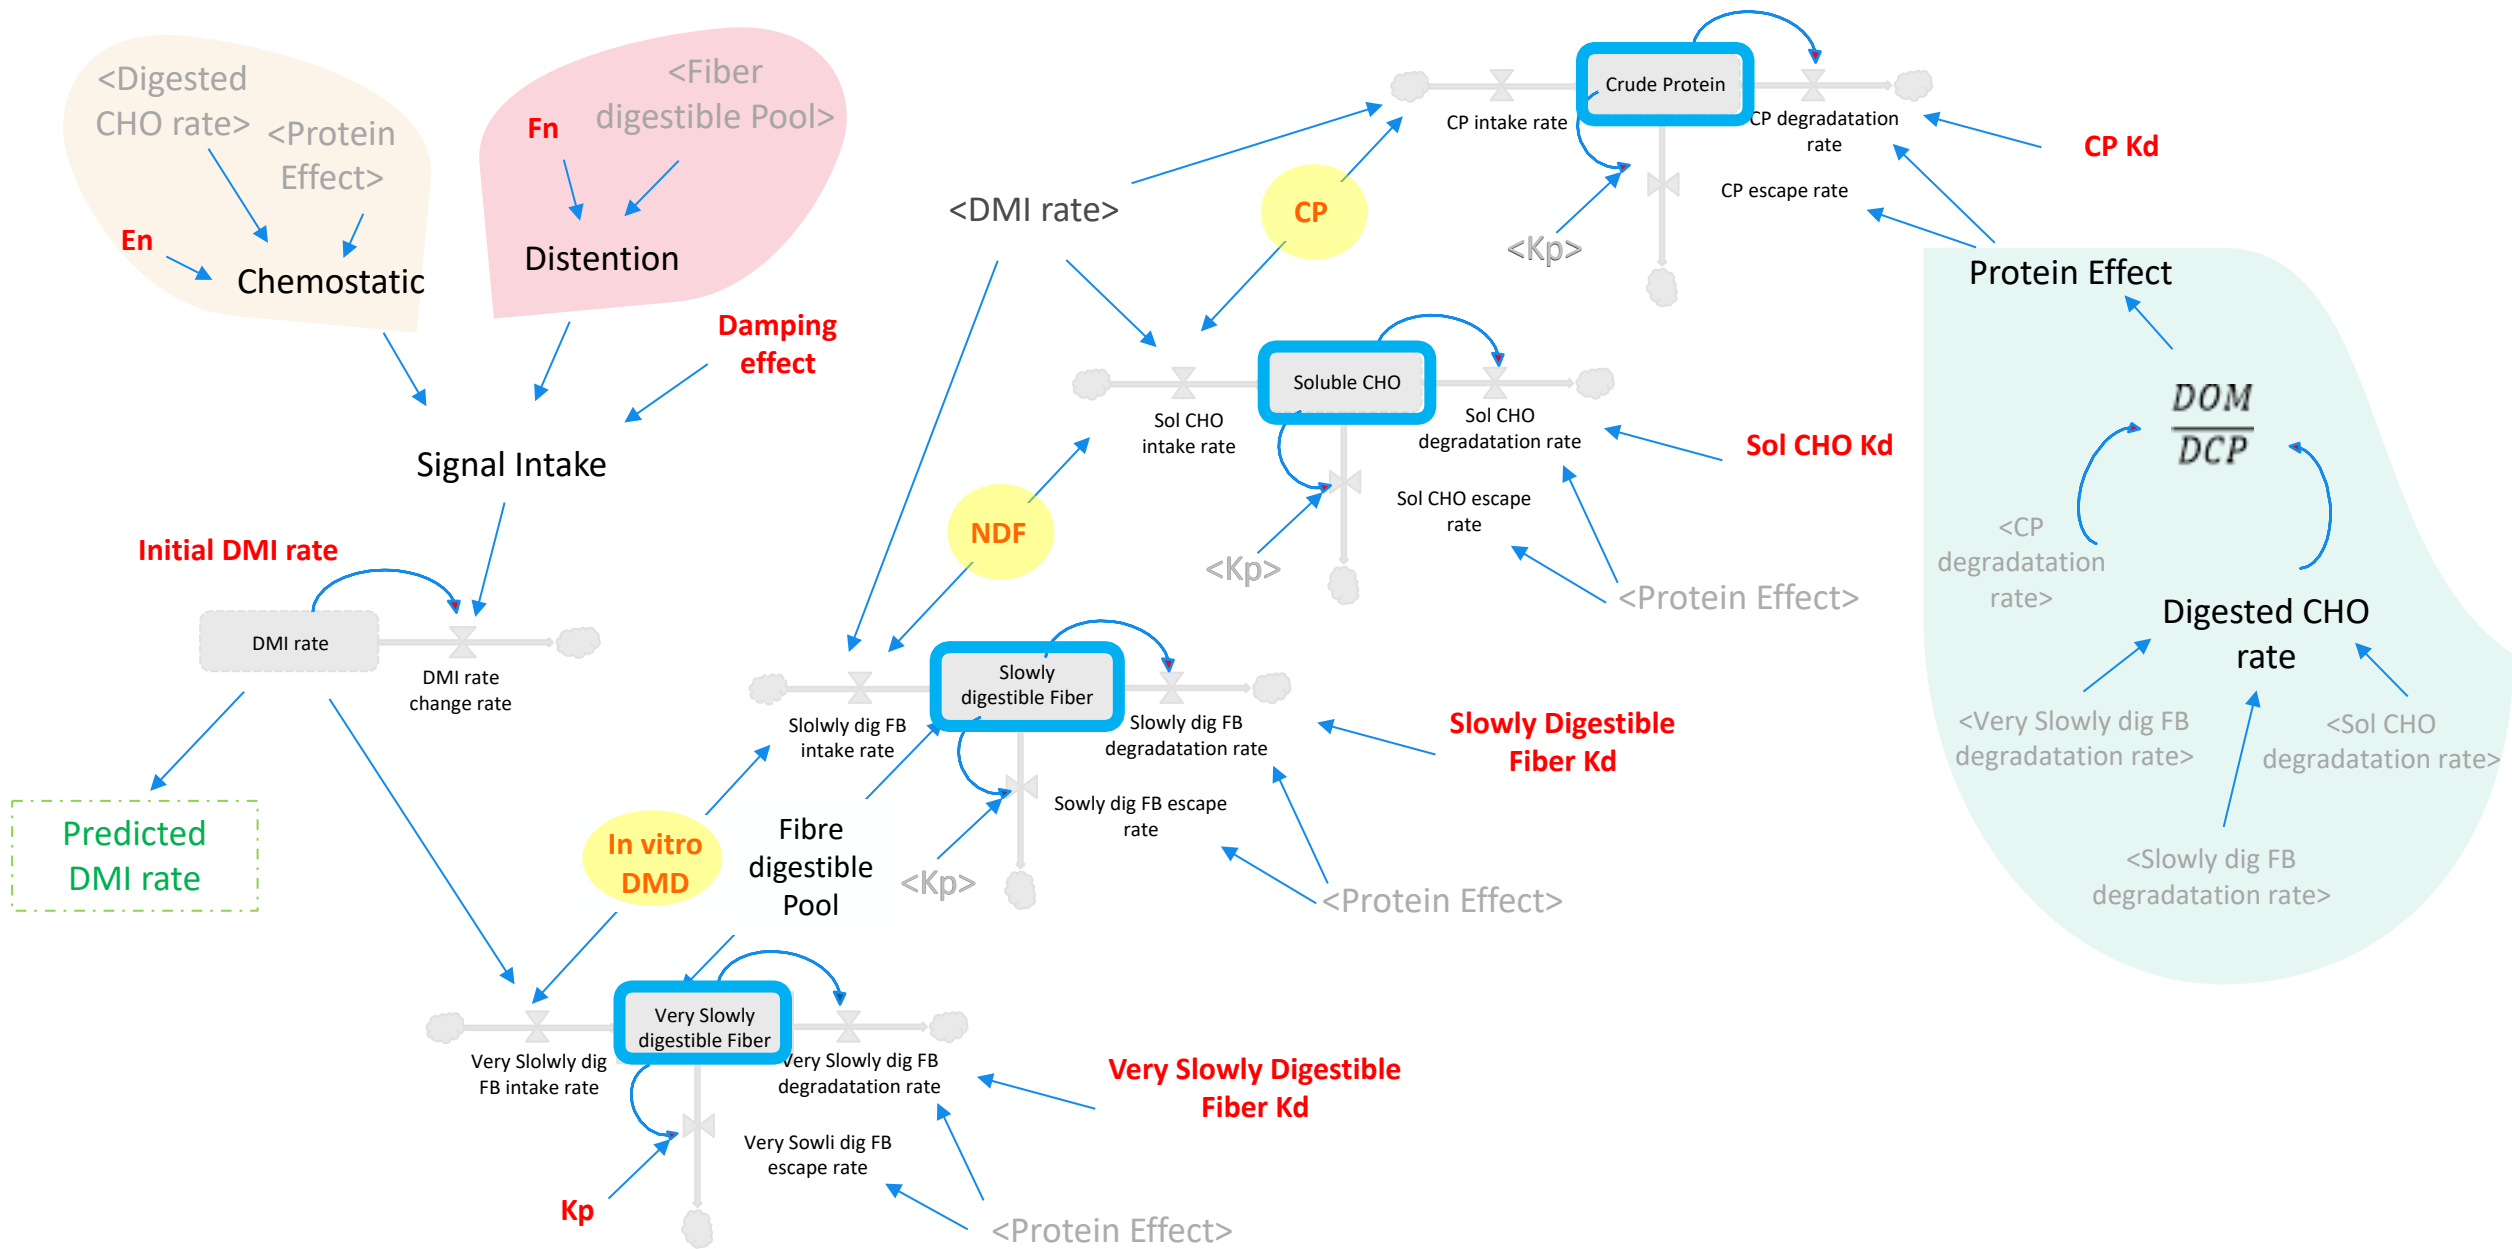 <Digested
CHO rate>
<Protein
Effect>
En
Chemostatic
<Fiber
digestible Pool>
Fn
Distention
Damping
effect
Signal Intake
Initial DMI rate
DMI rate
DMI rate
change rate
Predicted
DMI rate
<DMI rate>
CP
NDF
In vitro
DMD
Crude Protein
CP intake rate
CP degradatation
rate
CP escape rate
CP Kd
<Kp>
Soluble CHO
Sol CHO
intake rate
Sol CHO
degradatation rate
Sol CHO escape
rate
Sol CHO Kd
<Kp>
<Protein Effect>
Slowly
digestible Fiber
Slolwly dig FB
intake rate
Slowly dig FB
degradatation rate
Sowly dig FB escape
rate
Slowly Digestible
Fiber Kd
Fibre
digestible
Pool
<Kp>
<Protein Effect>
Very Slowly
digestible Fiber
Very Slolwly dig
FB intake rate
Very Slowly dig FB
degradatation rate
Very Sowli dig FB
escape rate
Very Slowly Digestible
Fiber Kd
Kp
<Protein Effect>
Protein Effect
DOM
DCP
<CP
degradatation
rate>
Digested CHO
rate
<Very Slowly dig FB
degradatation rate>
<Sol CHO
degradatation rate>
<Slowly dig FB
degradatation rate>